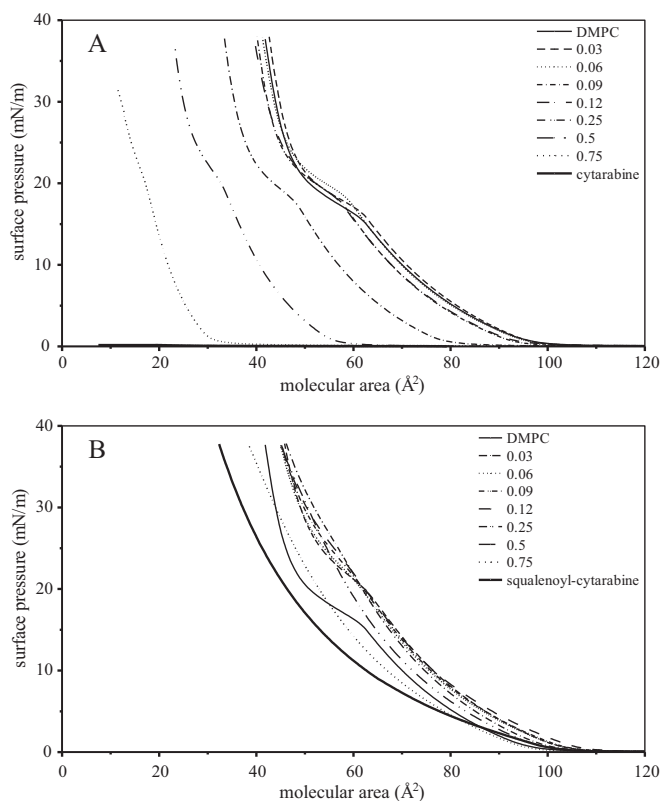 A
40
30
20
10
0
surface pressure (mN/m)
DMPC
0.03
0.06
0.09
0.12
0.25
0.5
0.75
cytarabine
0 20 40 60 80 100 120
molecular area (Å²)
B
40
30
20
10
0
surface pressure (mN/m)
DMPC
0.03
0.06
0.09
0.12
0.25
0.5
0.75
squalenoyl-cytarabine
0 20 40 60 80 100 120
molecular area (Å²)